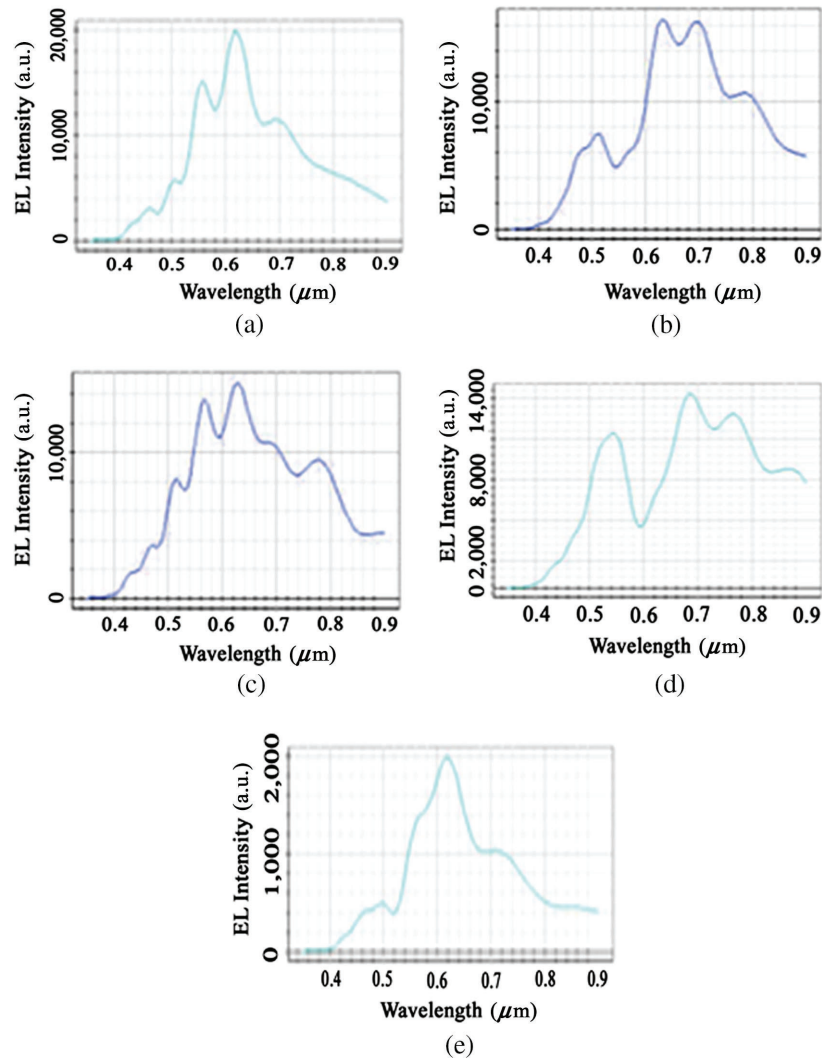 20,000
10,000
0
EL Intensity (a.u.)
0.4 0.5 0.6 0.7 0.8 0.9
Wavelength (μm)
(a)
10,000
0
EL Intensity (a.u.)
0.4 0.5 0.6 0.7 0.8 0.9
Wavelength (μm)
(b)
10,000
0
EL Intensity (a.u.)
0.4 0.5 0.6 0.7 0.8 0.9
Wavelength (μm)
(c)
14,000
8,000
2,000
0
EL Intensity (a.u.)
0.4 0.5 0.6 0.7 0.8 0.9
Wavelength (μm)
(d)
2,000
1,000
0
EL Intensity (a.u.)
0.4 0.5 0.6 0.7 0.8 0.9
Wavelength (μm)
(e)